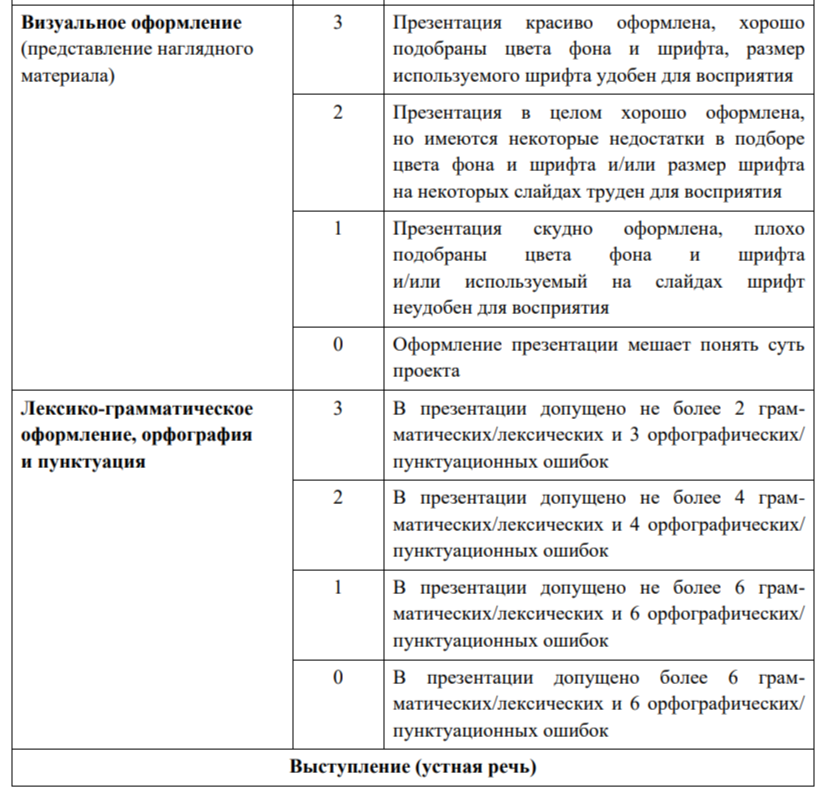 Визуальное оформление
(представление наглядного
материала)
3
Презентация красиво оформлена, хорошо
подобраны цвета фона и шрифта, размер
используемого шрифта удобен для восприятия
2
Презентация в целом хорошо оформлена,
но имеются некоторые недостатки в подборе
цвета фона и шрифта и/или размер шрифта
на некоторых слайдах труден для восприятия
1
Презентация скудно оформлена, плохо
подобраны цвета фона и шрифта
и/или используемый на слайдах шрифт
неудобен для восприятия
0
Оформление презентации мешает понять суть
проекта
Лексико-грамматическое
оформление, орфография
и пунктуация
3
В презентации допущено не более 2 грам-
матических/лексических и 3 орфографических/
пунктуационных ошибок
2
В презентации допущено не более 4 грам-
матических/лексических и 4 орфографических/
пунктуационных ошибок
1
В презентации допущено не более 6 грам-
матических/лексических и 6 орфографических/
пунктуационных ошибок
0
В презентации допущено более 6 грам-
матических/лексических и 6 орфографических/
пунктуационных ошибок
Выступление (устная речь)